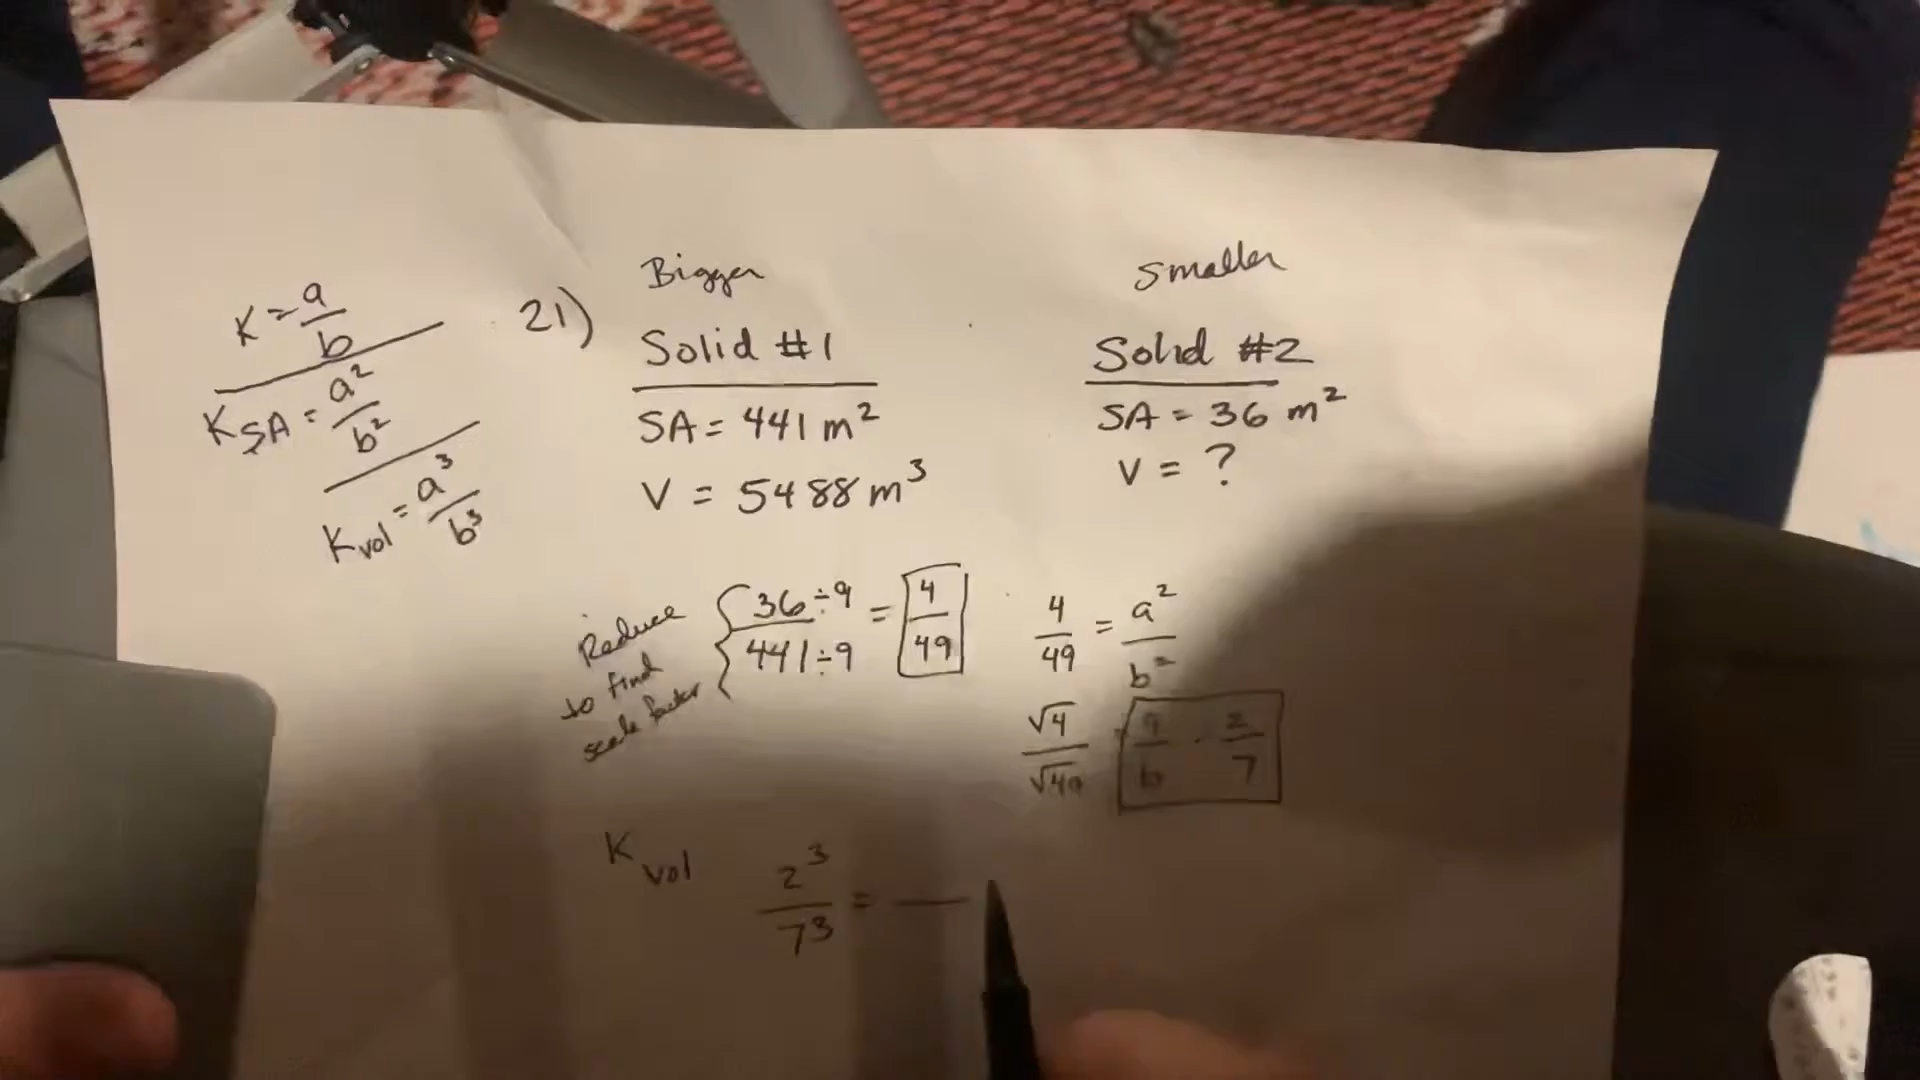 K = a/b
K SA = a²/b²
K vol = a³/b³
21)
Bigger
Solid #1
SA = 441 m²
V = 5488 m³
Smaller
Solid #2
SA = 36 m²
V = ?
Reduce
to find
scale factor
36÷9 / 441÷9 = 4/49
4/49 = a²/b²
√4/√49 = a/b = 2/7
K vol 2³/7³ =